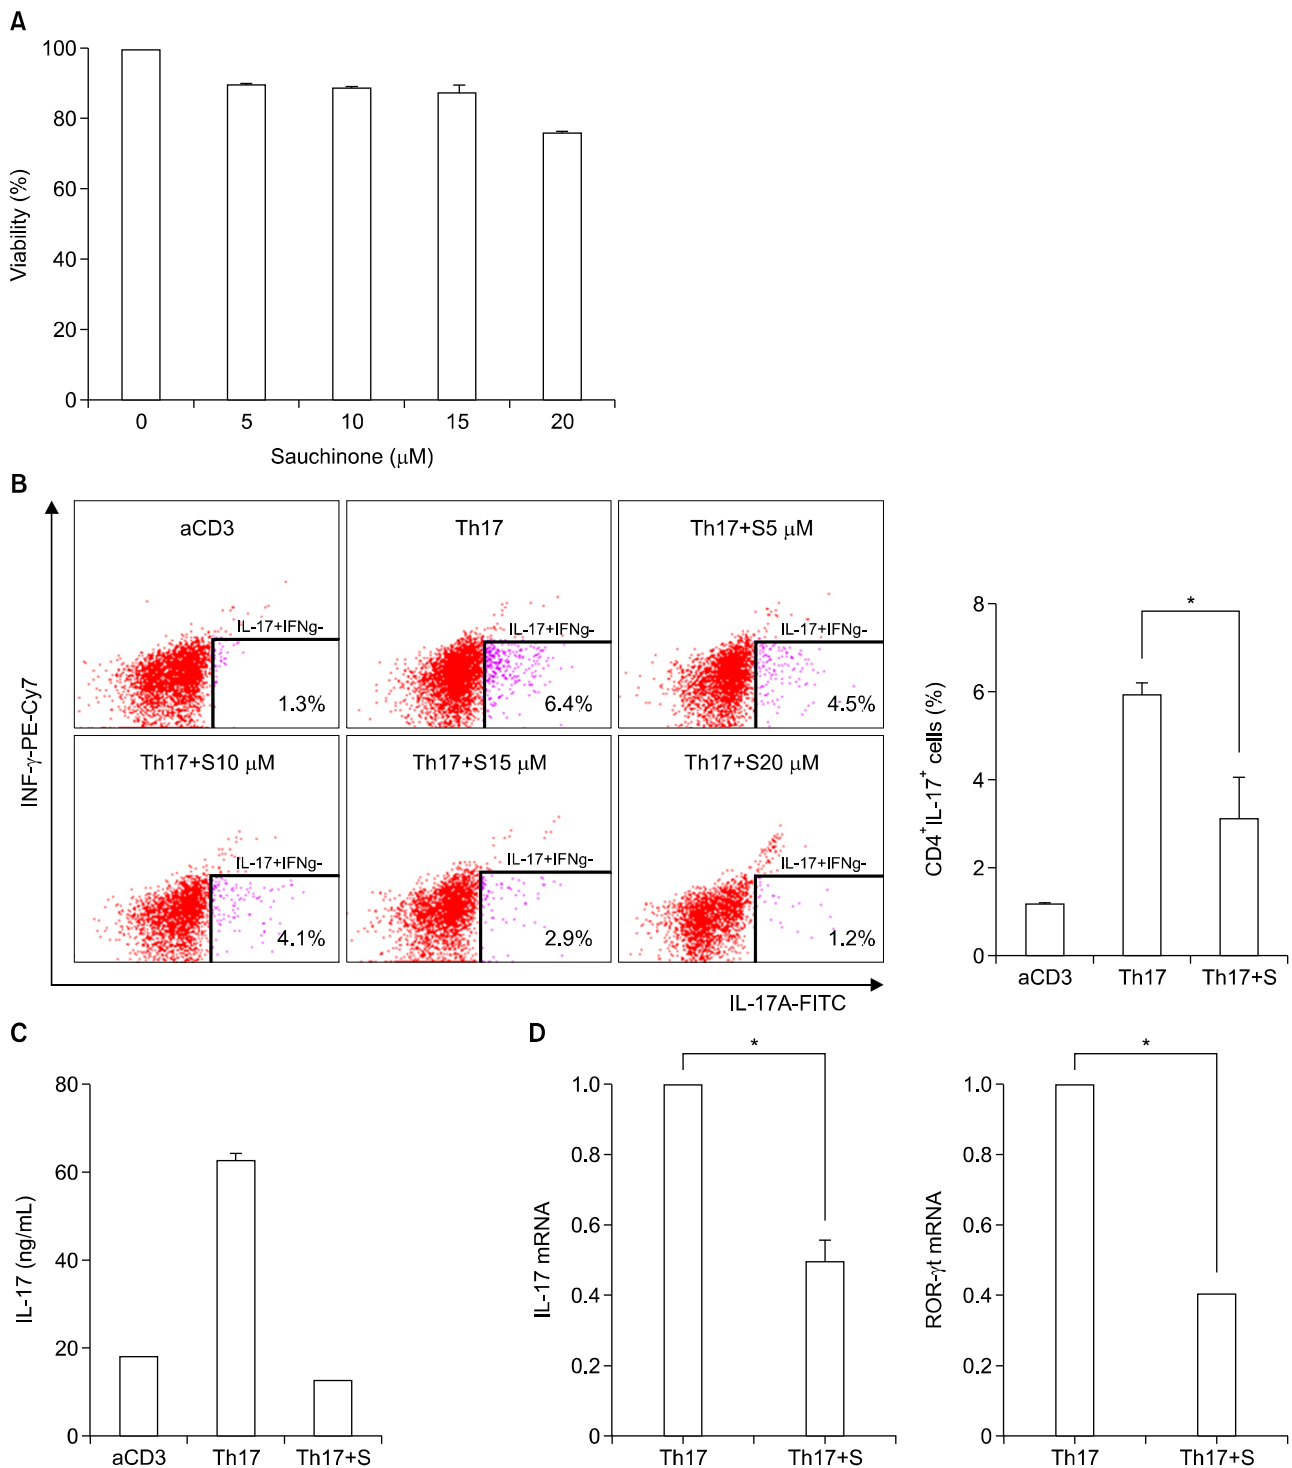 A
100
80
60
40
20
0
Viability (%)
0 5 10 15 20
Sauchinone (μM)
B
INF-γ-PE-Cy7
aCD3
IL-17+IFNg-
1.3%
Th17
IL-17+IFNg-
6.4%
Th17+S5 μM
IL-17+IFNg-
4.5%
Th17+S10 μM
IL-17+IFNg-
4.1%
Th17+S15 μM
IL-17+IFNg-
2.9%
Th17+S20 μM
IL-17+IFNg-
1.2%
IL-17A-FITC
CD4⁺IL-17⁺ cells (%)
8
6
4
2
0
*
aCD3 Th17 Th17+S
C
IL-17 (ng/mL)
80
60
40
20
0
aCD3 Th17 Th17+S
D
IL-17 mRNA
1.0
0.8
0.6
0.4
0.2
0
*
Th17 Th17+S
ROR-γt mRNA
1.0
0.8
0.6
0.4
0.2
0
*
Th17 Th17+S